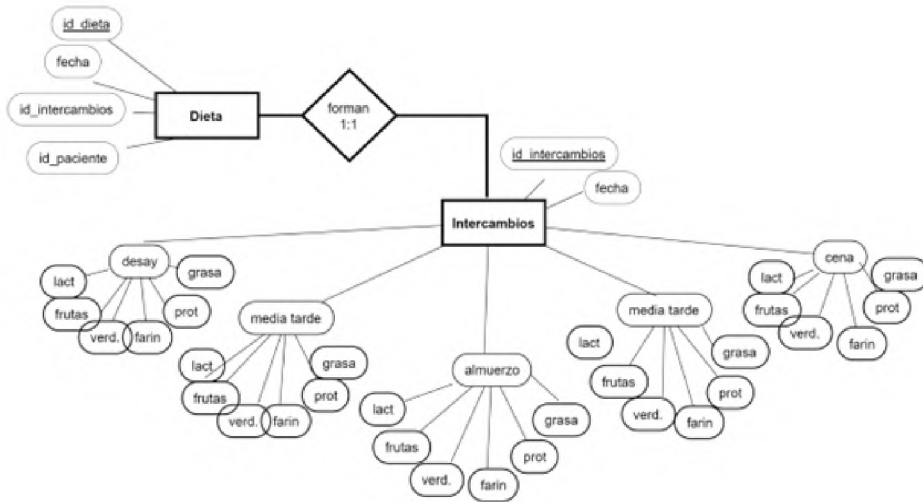 id_dieta
fecha
id_intercambios
id_paciente
Dieta
forman
1:1
id_intercambios
fecha
Intercambios
desay
lact
frutas
verd.
farin
prot
grasa
media tarde
lact
frutas
verd.
farin
prot
grasa
almuerzo
lact
frutas
verd.
farin
prot
grasa
media tarde
lact
frutas
verd.
farin
prot
grasa
cena
lact
frutas
verd.
farin
prot
grasa